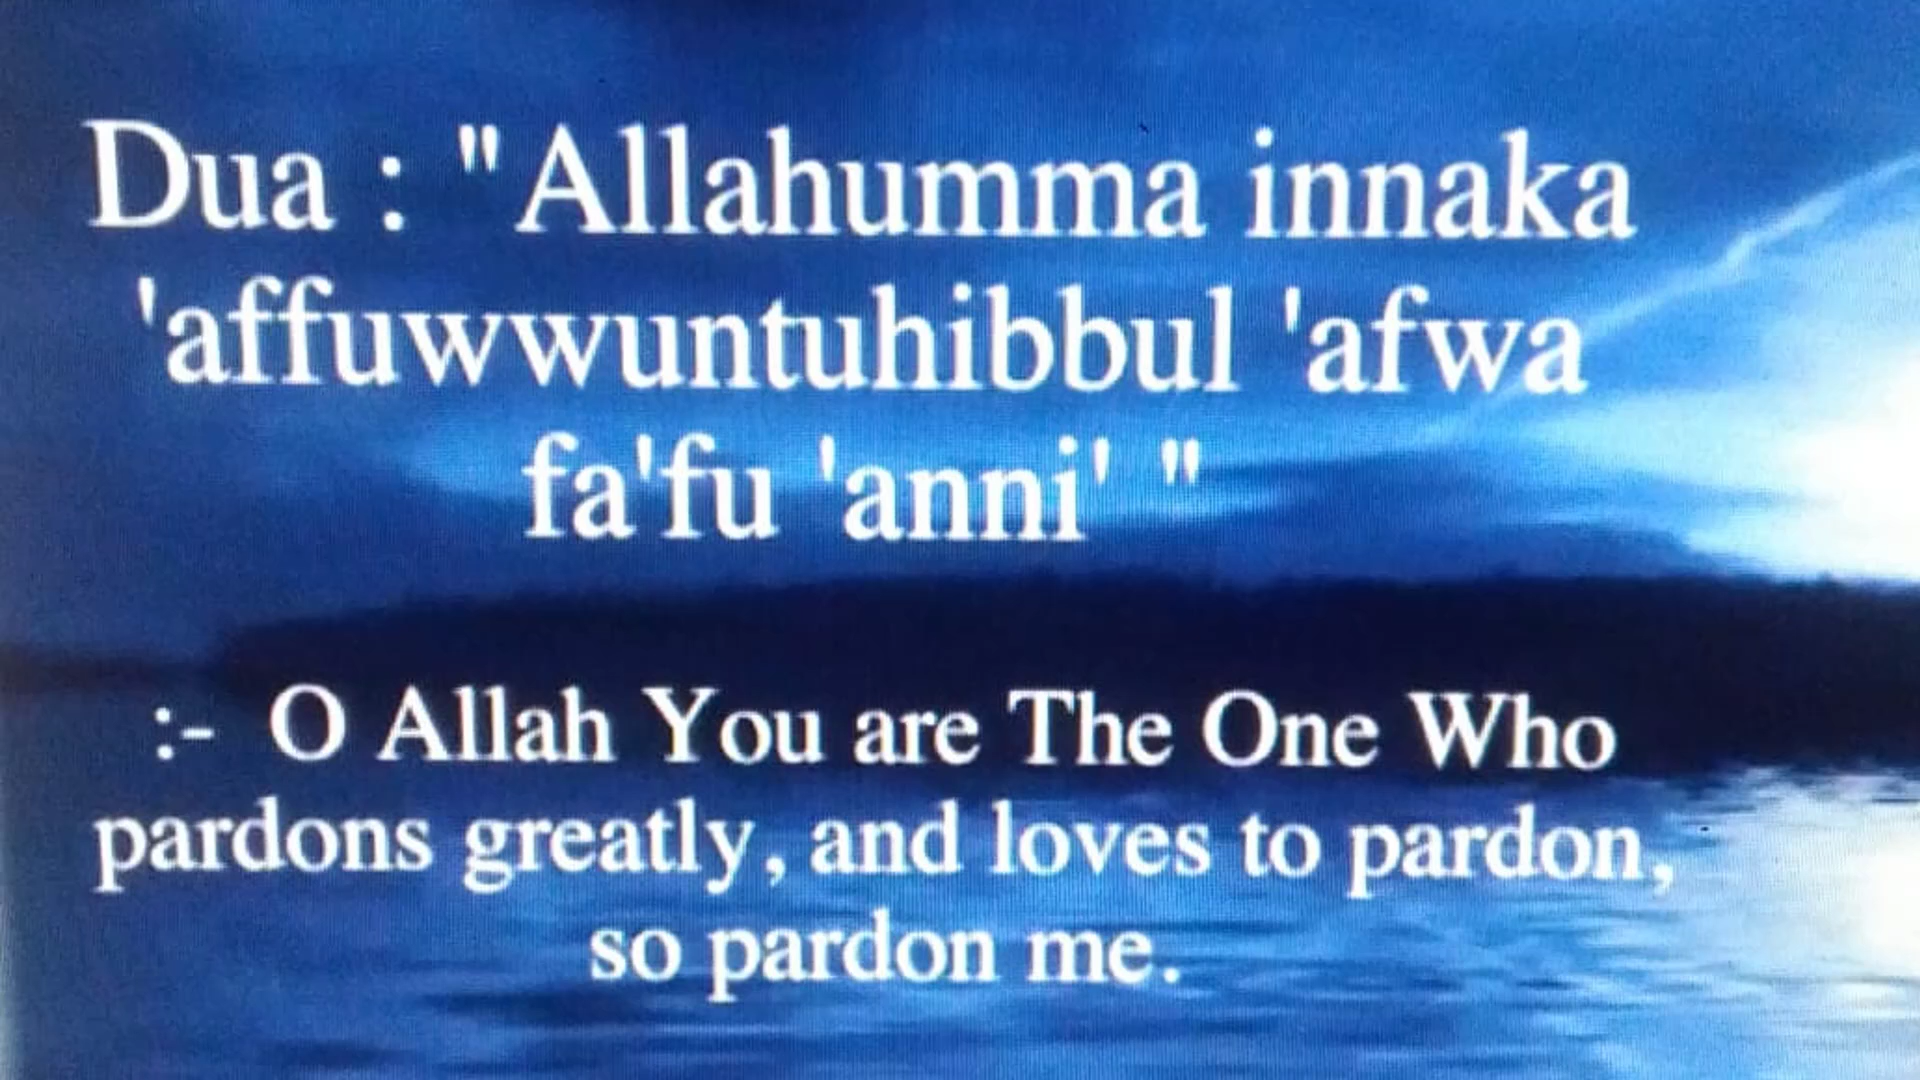 Dua : "Allahumma innaka
'affuwwuntuhibbul 'afwa
fa'fu 'anni' "
:- O Allah You are The One Who
pardons greatly, and loves to pardon,
so pardon me.